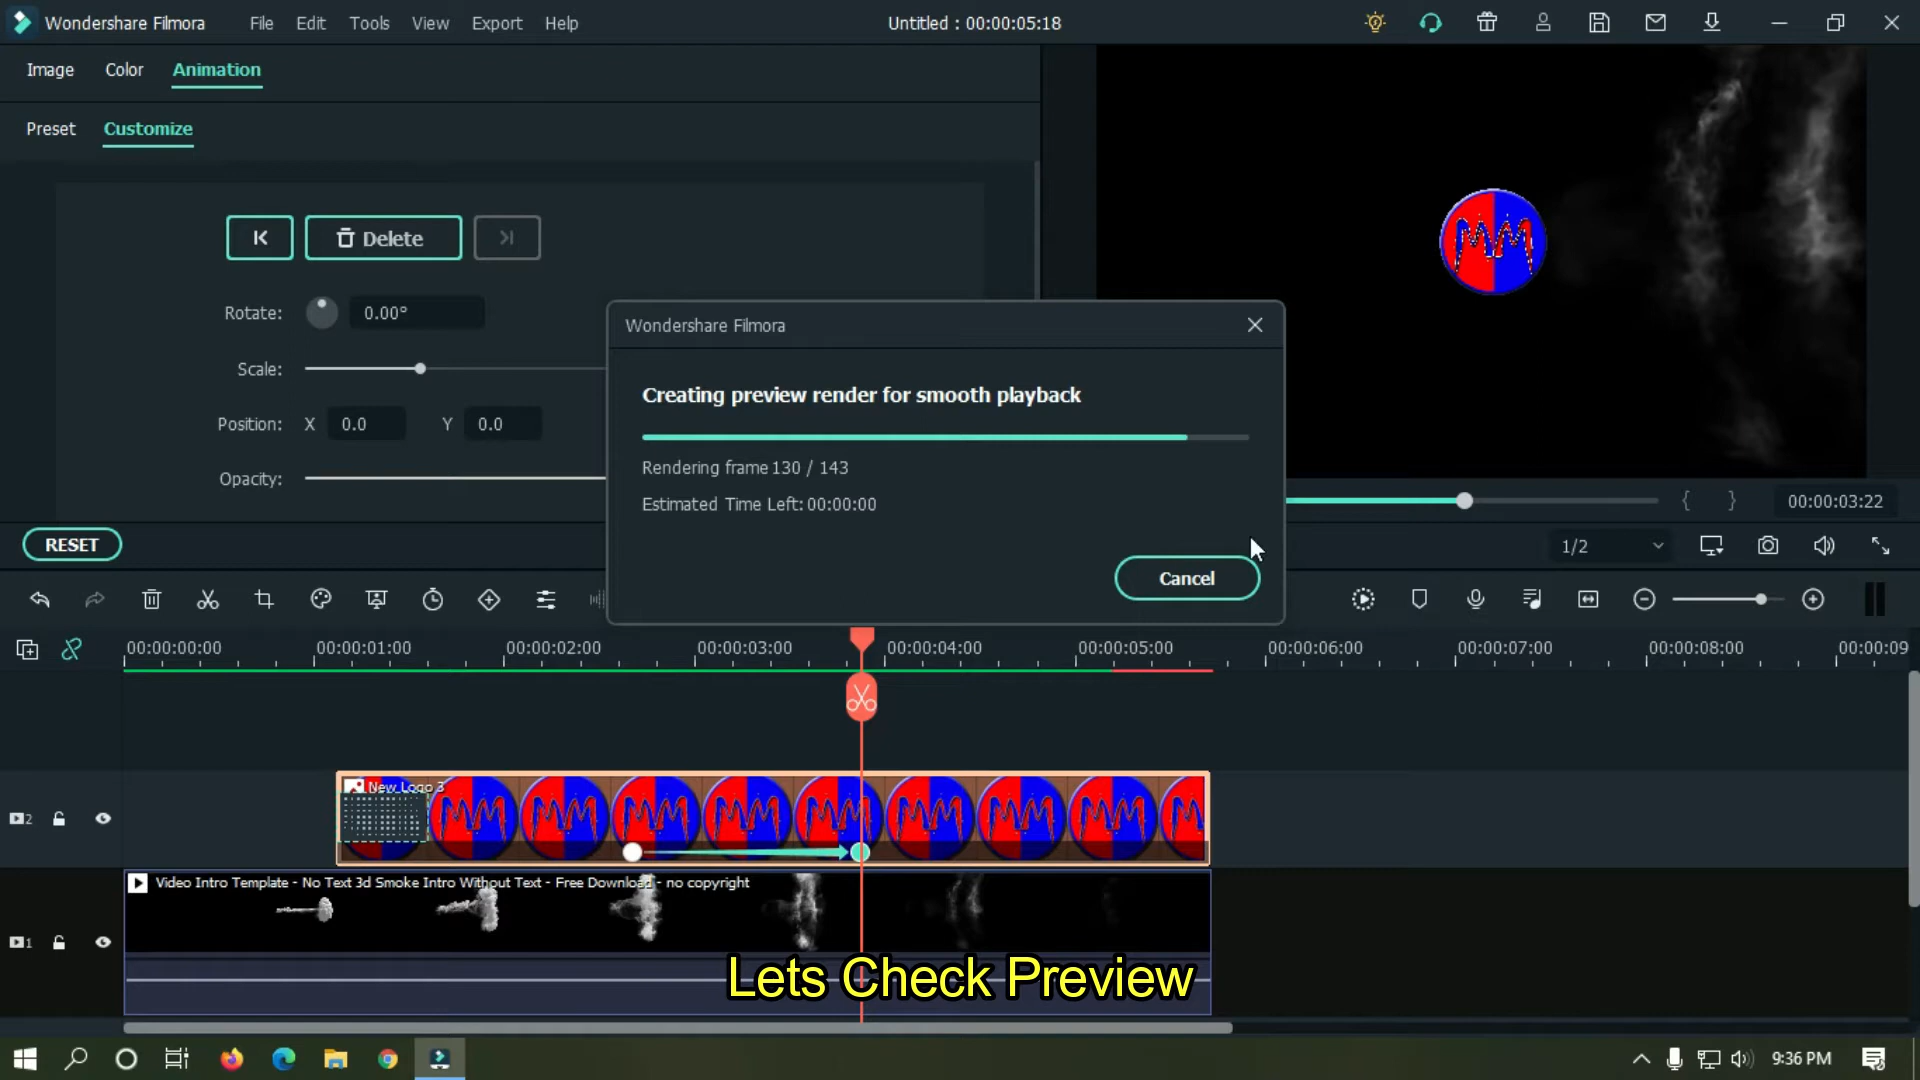 Wondershare Filmora File Edit Tools View Export Help Untitled : 00:00:05:18
Image Color Animation
Preset Customize
Delete
Rotate: 0.00°
Scale:
Position: X 0.0 Y 0.0
Opacity:
RESET
Wondershare Filmora
Creating preview render for smooth playback
Rendering frame 130 / 143
Estimated Time Left: 00:00:00
Cancel
{ } 00:00:03:22
1/2
00:00:00:00 00:00:01:00 00:00:02:00 00:00:03:00 00:00:04:00 00:00:05:00 00:00:06:00 00:00:07:00 00:00:08:00 00:00:09
2
New Logo 3
1
Video Intro Template - No Text 3d Smoke Intro Without Text - Free Download - no copyright
Lets Check Preview
9:36 PM